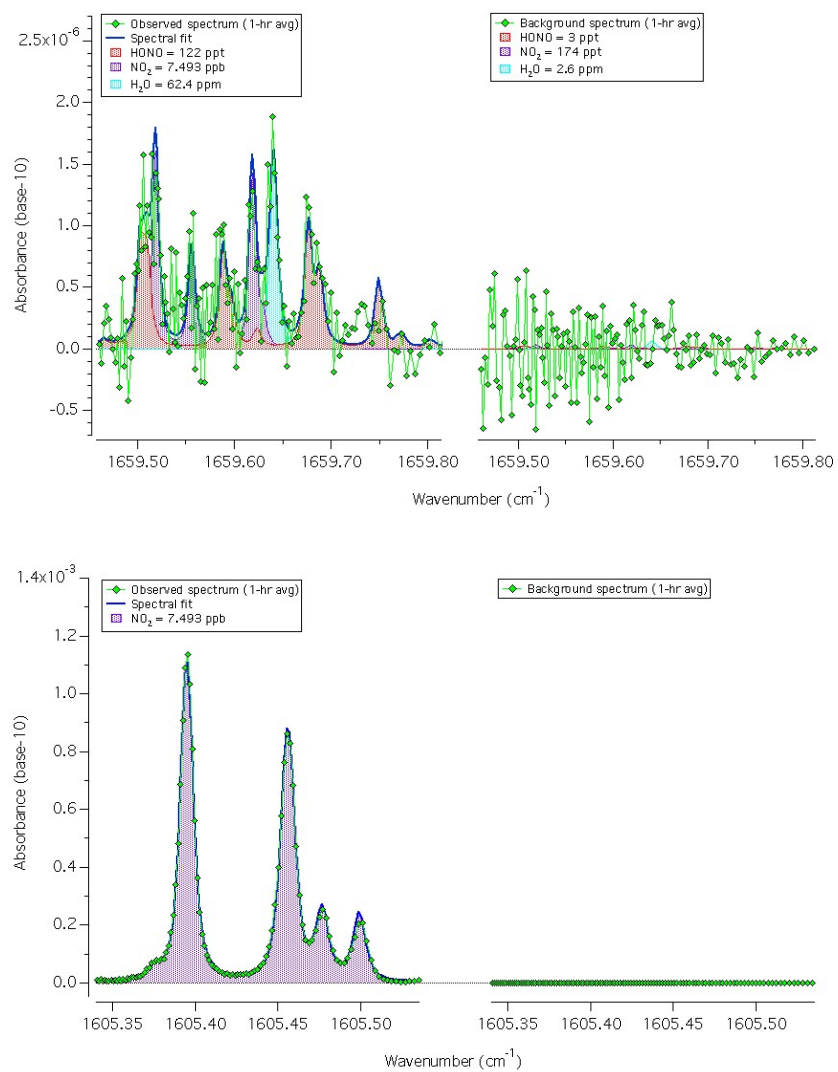 Observed spectrum (1-hr avg)
Spectral fit
HONO = 122 ppt
NO2 = 7.493 ppb
H2O = 62.4 ppm
Background spectrum (1-hr avg)
HONO = 3 ppt
NO2 = 174 ppt
H2O = 2.6 ppm
2.5x10^-6
2.0
1.5
1.0
0.5
0.0
-0.5
Absorbance (base-10)
1659.50 1659.60 1659.70 1659.80 1659.50 1659.60 1659.70 1659.80
Wavenumber (cm^-1)
1.4x10^-3
1.2
1.0
0.8
0.6
0.4
0.2
0.0
Absorbance (base-10)
Observed spectrum (1-hr avg)
Spectral fit
NO2 = 7.493 ppb
Background spectrum (1-hr avg)
1605.35 1605.40 1605.45 1605.50 1605.35 1605.40 1605.45 1605.50
Wavenumber (cm^-1)